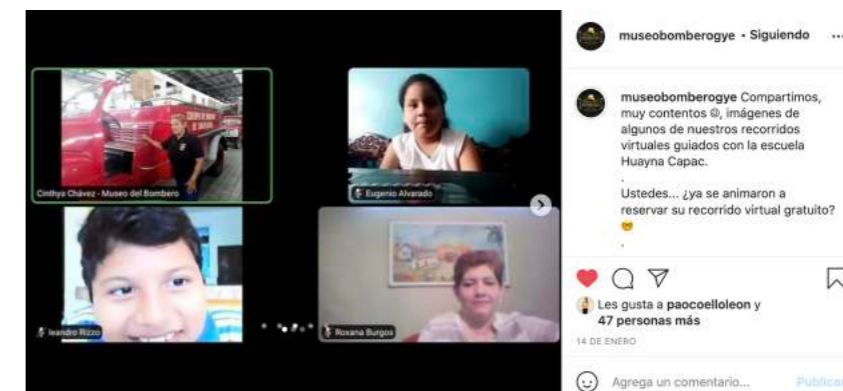 Cinthya Chávez - Museo del Bombero
Eugenio Alvarado
leandro Rizzo
Roxana Burgos
museobomberogye • Siguiendo
museobomberogye Compartimos,
muy contentos 😄, imágenes de
algunos de nuestros recorridos
virtuales guiados con la escuela
Huayna Capac.
.
Ustedes... ¿ya se animaron a
reservar su recorrido virtual gratuito?
🤓
.
Les gusta a paocoelloleon y
47 personas más
14 DE ENERO
Agrega un comentario...
Publicar